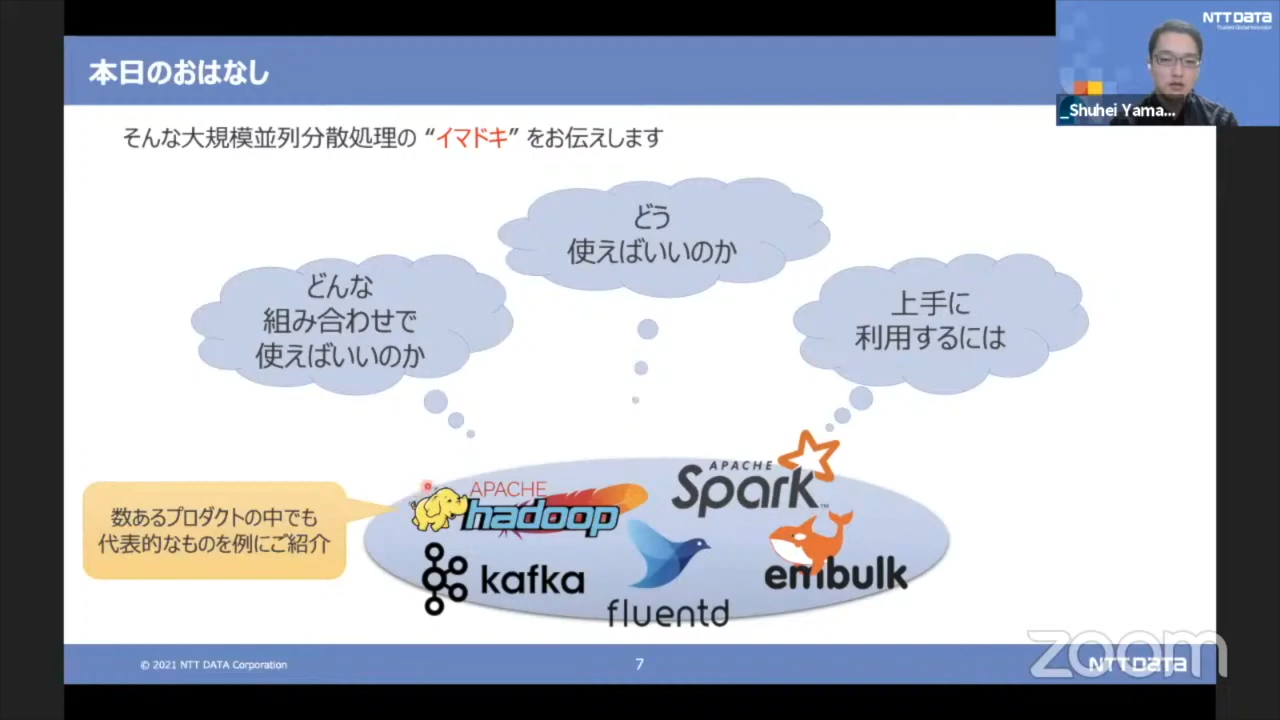 本日のおはなし
NTT DATA
_Shuhei Yama...
そんな大規模並列分散処理の “イマドキ” をお伝えします
どう
使えばいいのか
どんな
組み合わせで
使えばいいのか
上手に
利用するには
数あるプロダクトの中でも
代表的なものを例にご紹介
APACHE
hadoop
APACHE
Spark™
kafka
fluentd
embulk
© 2021 NTT DATA Corporation
7
zoom
NTT DATA